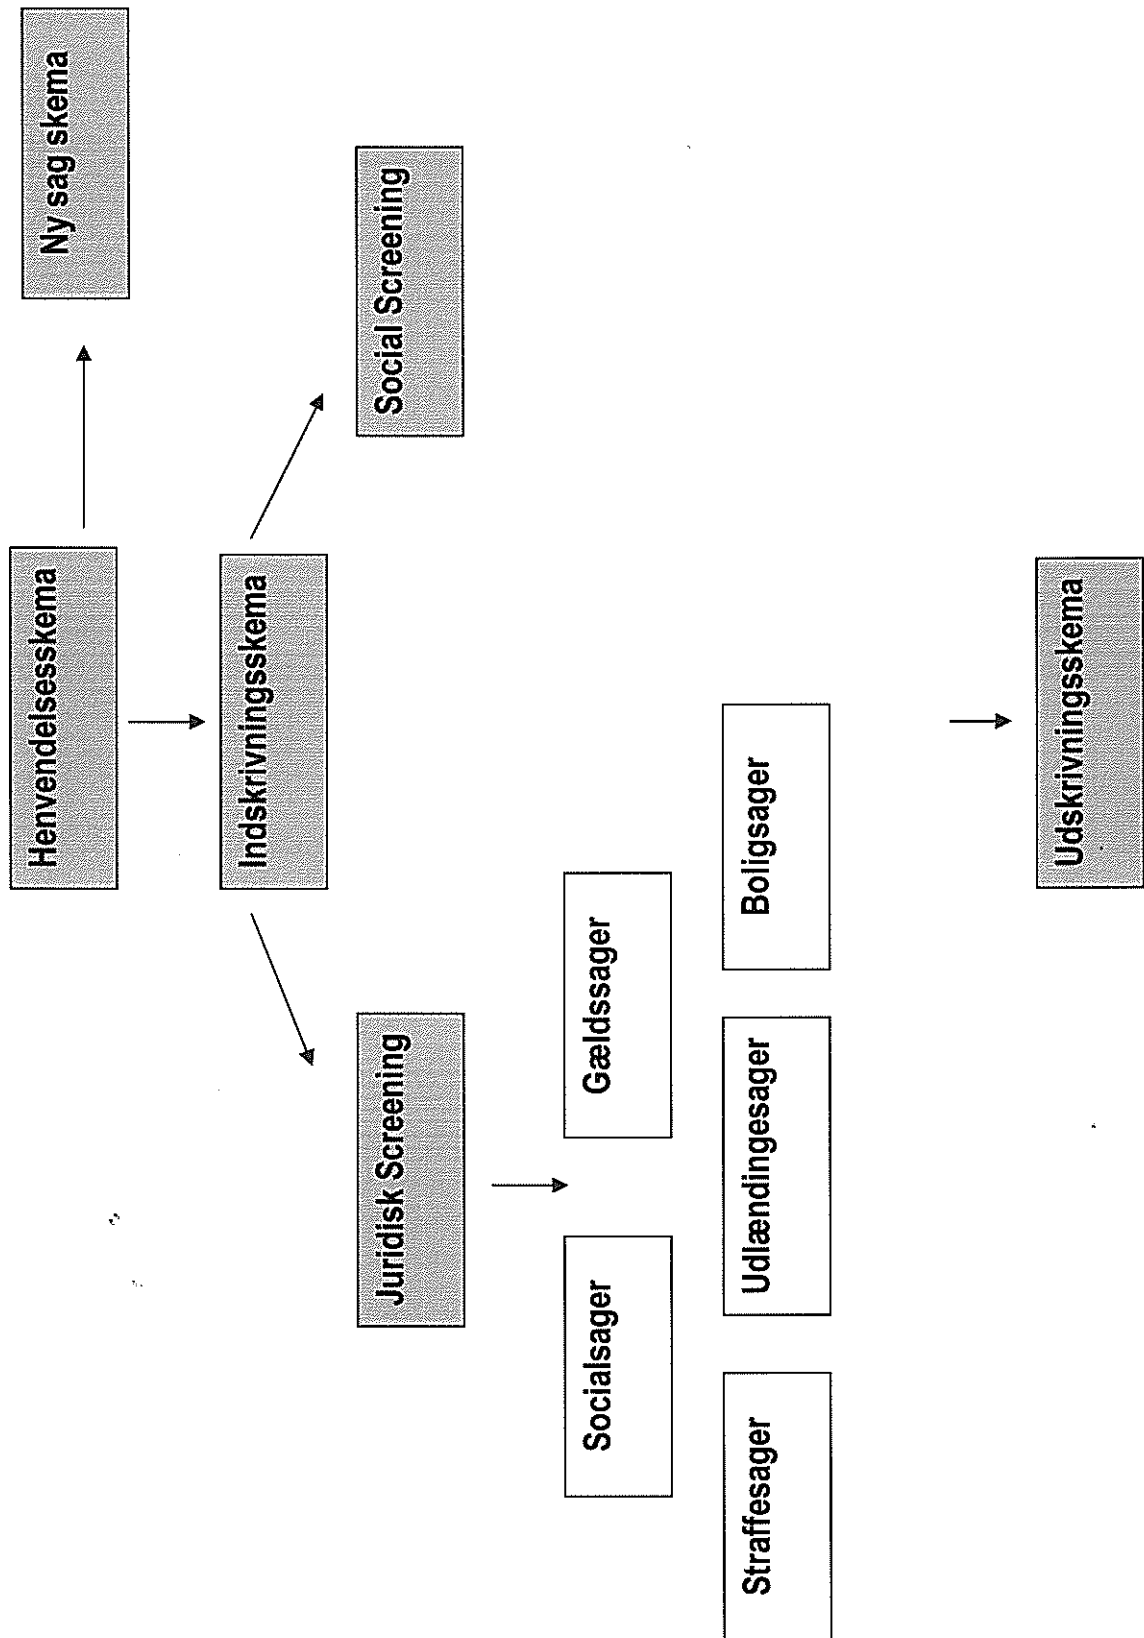 Henvendelsesskema
Ny sag skema
Indskrivningsskema
Juridisk Screening
Social Screening
Socialsager
Gældssager
Straffesager
Udlændingesager
Boligsager
Udskrivningsskema